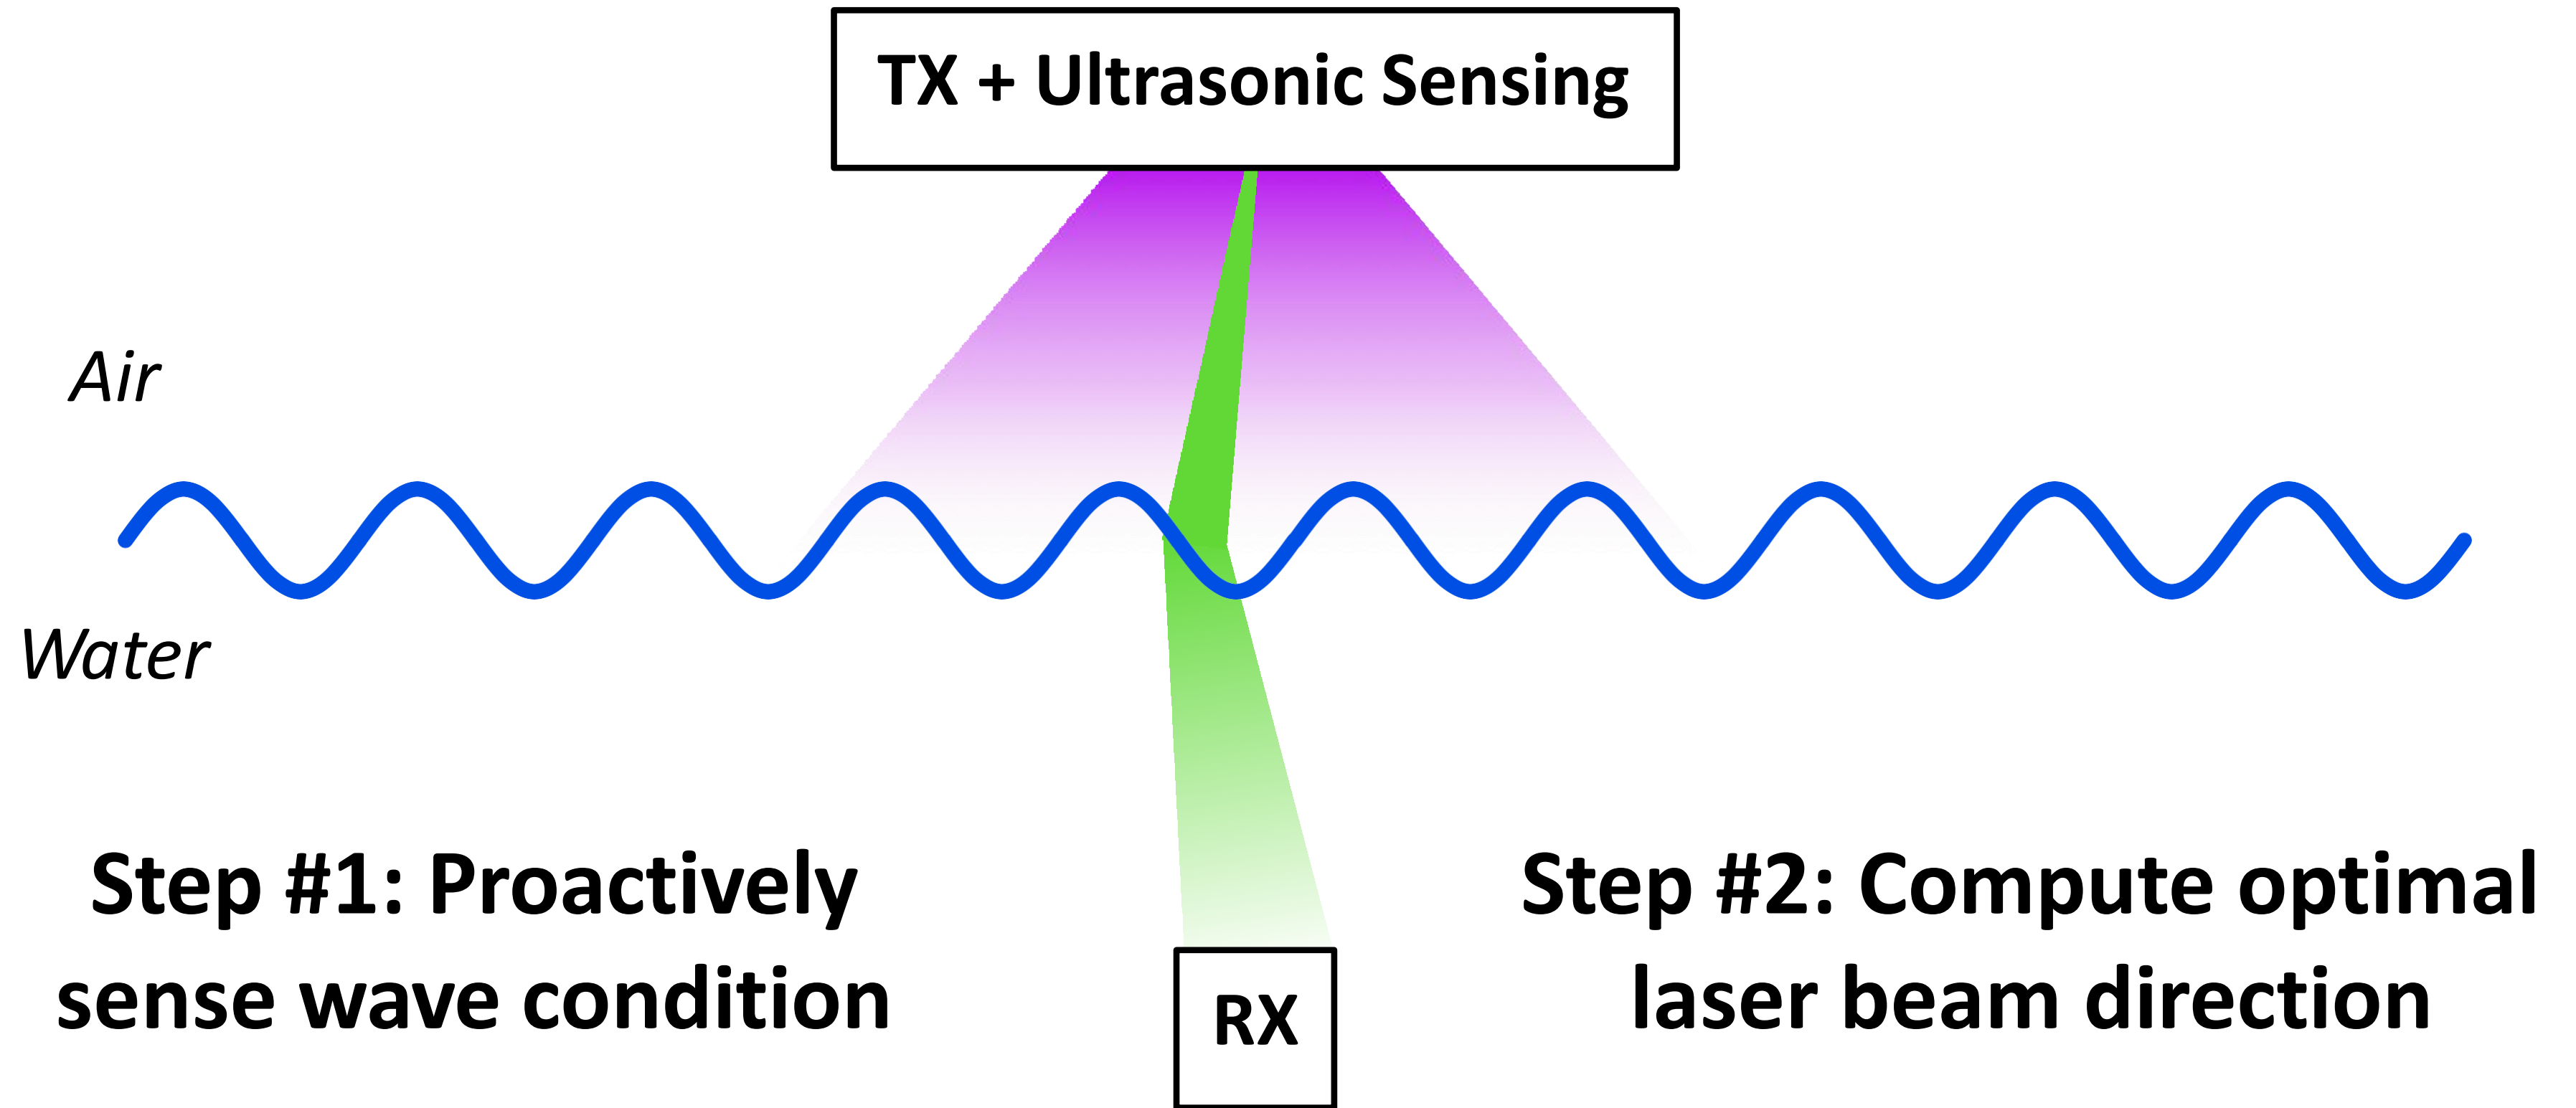 TX + Ultrasonic Sensing
Air
Water
Step #1: Proactively
sense wave condition
Step #2: Compute optimal
laser beam direction
RX